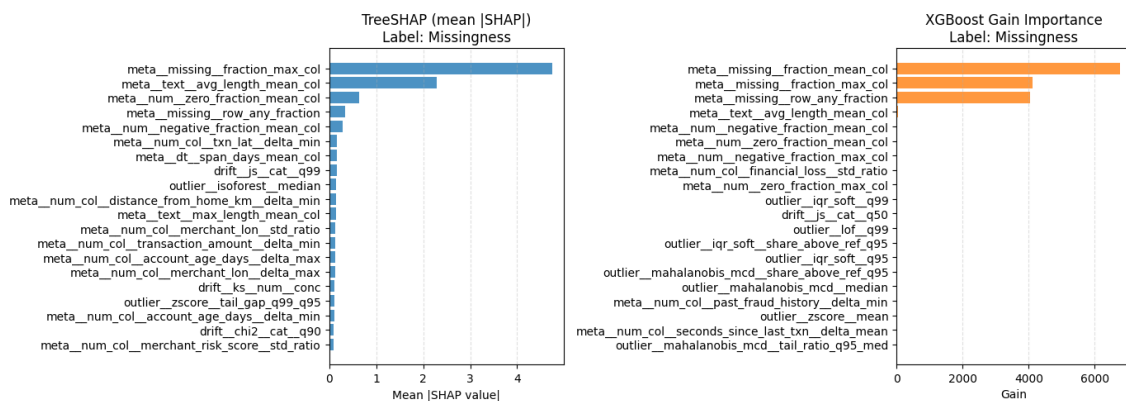 TreeSHAP (mean |SHAP|)
Label: Missingness
meta__missing__fraction_max_col
meta__text__avg_length_mean_col
meta__num__zero_fraction_mean_col
meta__missing__row_any_fraction
meta__num__negative_fraction_mean_col
meta__num_col__txn_lat__delta_min
meta__dt__span_days_mean_col
drift__js__cat__q99
outlier__isoforest__median
meta__num_col__distance_from_home_km__delta_min
meta__text__max_length_mean_col
meta__num_col__merchant_lon__std_ratio
meta__num_col__transaction_amount__delta_min
meta__num_col__account_age_days__delta_max
meta__num_col__merchant_lon__delta_max
drift__ks__num__conc
outlier__zscore__tail_gap_q99_q95
meta__num_col__account_age_days__delta_min
drift__chi2__cat__q90
meta__num_col__merchant_risk_score__std_ratio
0 1 2 3 4
Mean |SHAP value|
XGBoost Gain Importance
Label: Missingness
meta__missing__fraction_mean_col
meta__missing__fraction_max_col
meta__missing__row_any_fraction
meta__text__avg_length_mean_col
meta__num__negative_fraction_mean_col
meta__num__zero_fraction_mean_col
meta__num__negative_fraction_max_col
meta__num_col__financial_loss__std_ratio
meta__num__zero_fraction_max_col
outlier__iqr_soft__q99
drift__js__cat__q50
outlier__lof__q99
outlier__iqr_soft__share_above_ref_q95
outlier__iqr_soft__q95
outlier__mahalanobis_mcd__share_above_ref_q95
outlier__mahalanobis_mcd__median
meta__num_col__past_fraud_history__delta_min
outlier__zscore__mean
meta__num_col__seconds_since_last_txn__delta_mean
outlier__mahalanobis_mcd__tail_ratio_q95_med
0 2000 4000 6000
Gain